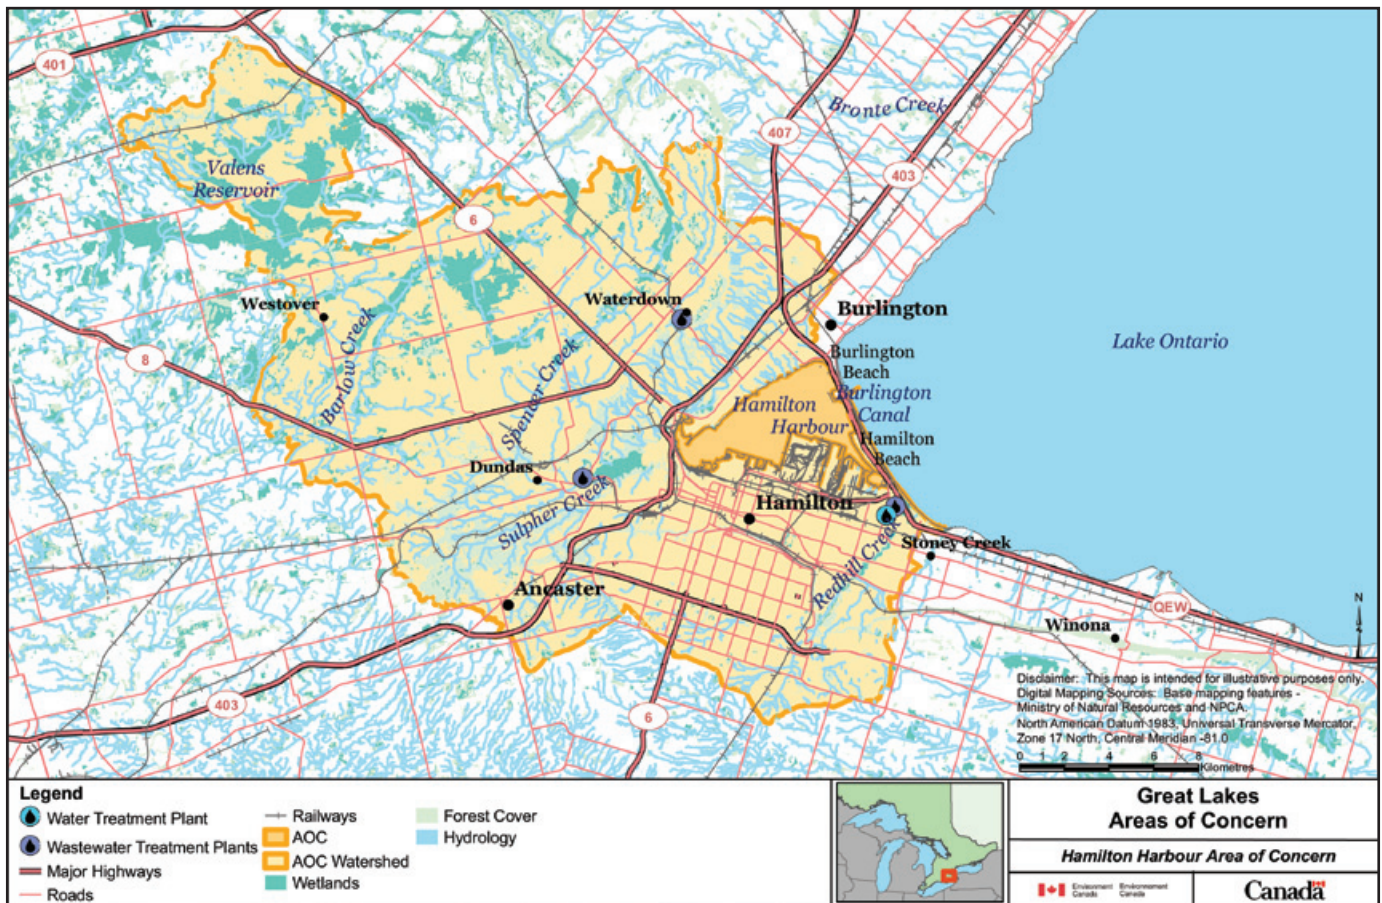 401
407
Bronte Creek
403
Valens
Reservoir
6
Westover
Waterdown
Burlington
Lake Ontario
Burlington
Beach
8
Barlow Creek
Spencer Creek
Burlington
Canal
Hamilton
Harbour
Hamilton
Beach
Dundas
Sulpher Creek
Hamilton
Redhill Creek
Stoney Creek
Ancaster
QEW
Winona
N
403
6
Disclaimer: This map is intended for illustrative purposes only.
Digital Mapping Sources: Base mapping features -
Ministry of Natural Resources and NPCA.
North American Datum 1983, Universal Transverse Mercator,
Zone 17 North, Central Meridian -81.0
0 1 2 4 6 8
Kilometres
Legend
Water Treatment Plant
Wastewater Treatment Plants
Major Highways
Roads
Railways
AOC
AOC Watershed
Wetlands
Forest Cover
Hydrology
Great Lakes
Areas of Concern
Hamilton Harbour Area of Concern
Environment Canada
Environnement Canada
Canada